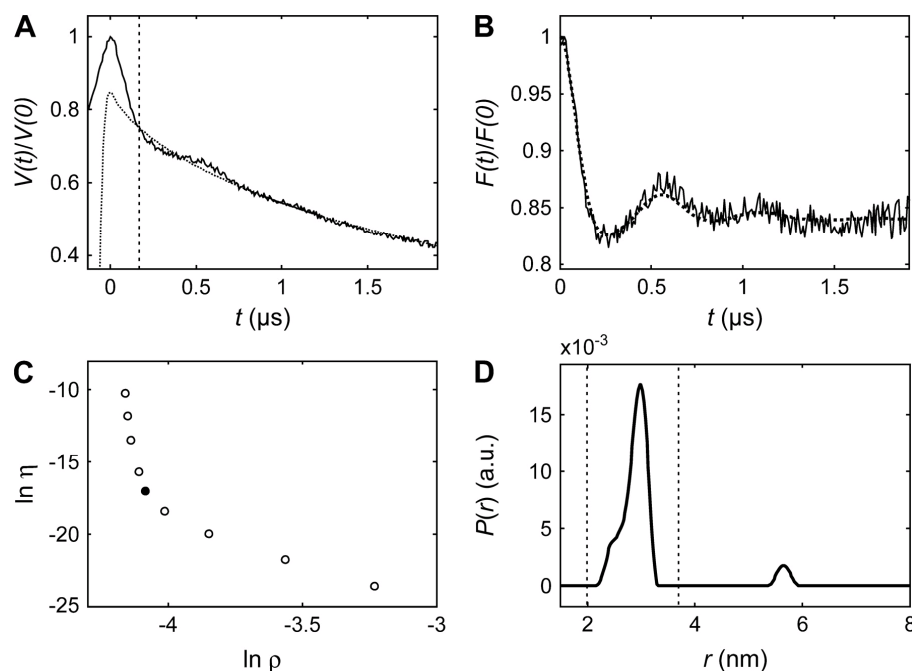 A
V(t)/V(0)
1
0.8
0.6
0.4
0
0.5
1
1.5
t (µs)
B
F(t)/F(0)
1
0.95
0.9
0.85
0.8
0
0.5
1
1.5
t (µs)
C
ln η
-10
-15
-20
-25
-4
-3.5
-3
ln ρ
D
x10⁻³
P(r) (a.u.)
15
10
5
0
2
4
6
8
r (nm)